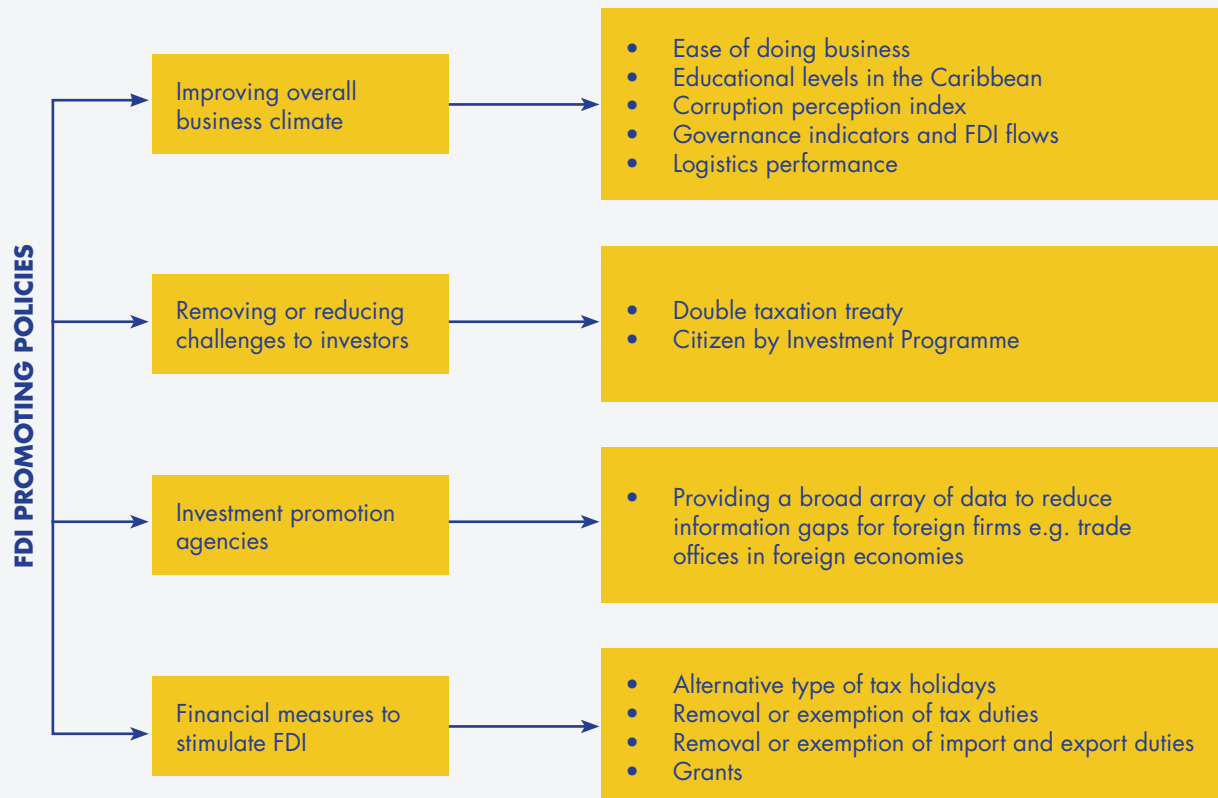 FDI PROMOTING POLICIES
Improving overall
business climate
• Ease of doing business
• Educational levels in the Caribbean
• Corruption perception index
• Governance indicators and FDI flows
• Logistics performance
Removing or reducing
challenges to investors
• Double taxation treaty
• Citizen by Investment Programme
Investment promotion
agencies
• Providing a broad array of data to reduce
information gaps for foreign firms e.g. trade
offices in foreign economies
Financial measures to
stimulate FDI
• Alternative type of tax holidays
• Removal or exemption of tax duties
• Removal or exemption of import and export duties
• Grants